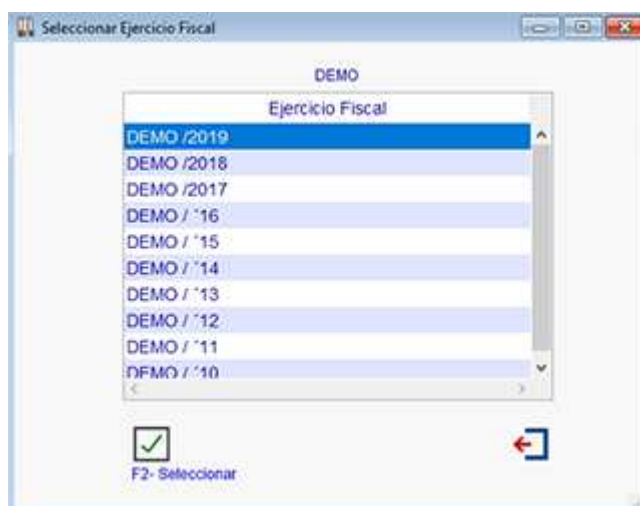 Seleccionar Ejercicio Fiscal
DEMO
Ejercicio Fiscal
DEMO /2019
DEMO /2018
DEMO /2017
DEMO / ´16
DEMO / ´15
DEMO / ´14
DEMO / ´13
DEMO / ´12
DEMO / ´11
DEMO / ´10
F2- Seleccionar